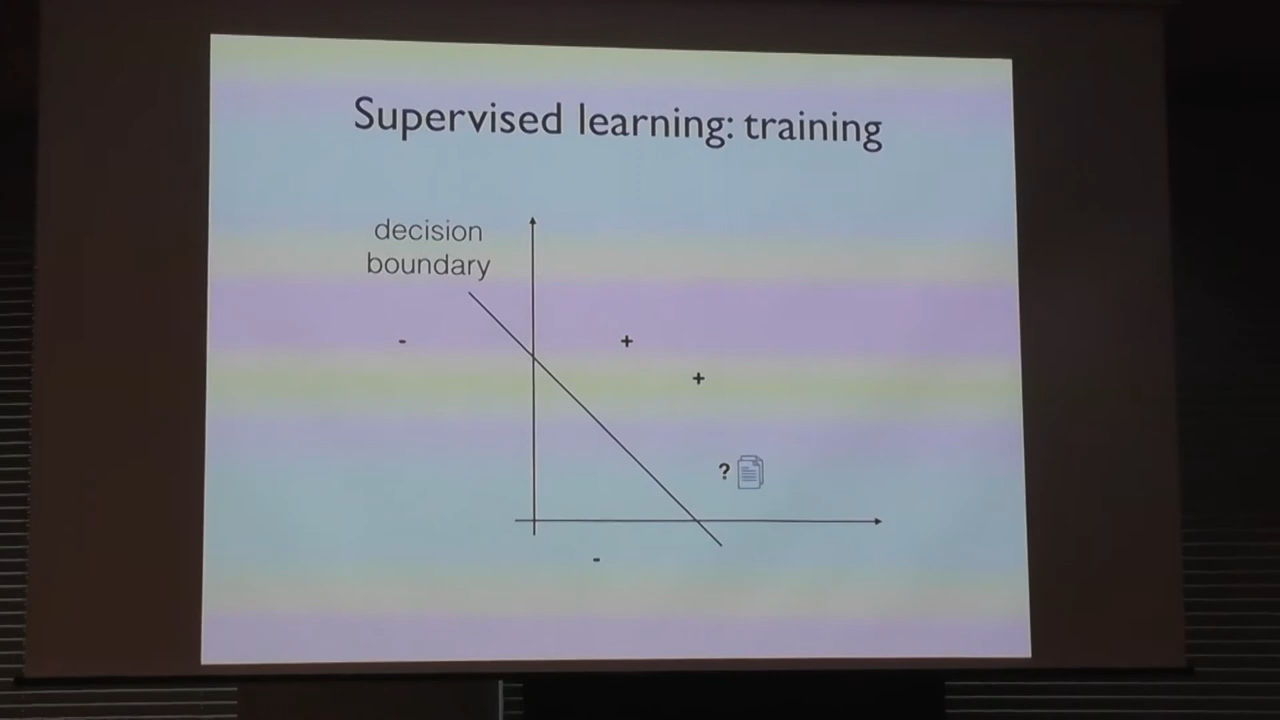 Supervised learning: training
decision
boundary
-
+
+
?
-